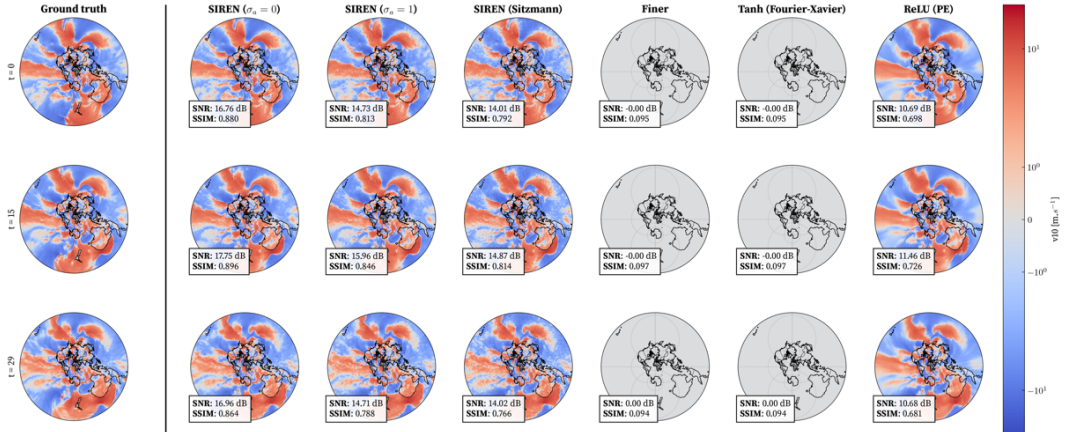 Ground truth
SIREN (σₐ = 0)
SIREN (σₐ = 1)
SIREN (Sitzmann)
Finer
Tanh (Fourier-Xavier)
ReLU (PE)
t = 0
SNR: 16.76 dB
SSIM: 0.880
SNR: 14.73 dB
SSIM: 0.813
SNR: 14.01 dB
SSIM: 0.792
SNR: -0.00 dB
SSIM: 0.095
SNR: -0.00 dB
SSIM: 0.095
SNR: 10.69 dB
SSIM: 0.698
t = 15
SNR: 17.75 dB
SSIM: 0.896
SNR: 15.96 dB
SSIM: 0.846
SNR: 14.87 dB
SSIM: 0.814
SNR: -0.00 dB
SSIM: 0.097
SNR: -0.00 dB
SSIM: 0.097
SNR: 11.46 dB
SSIM: 0.726
t = 29
SNR: 16.96 dB
SSIM: 0.864
SNR: 14.71 dB
SSIM: 0.788
SNR: 14.02 dB
SSIM: 0.766
SNR: 0.00 dB
SSIM: 0.094
SNR: 0.00 dB
SSIM: 0.094
SNR: 10.68 dB
SSIM: 0.681
10¹
10⁰
0
−10⁰
−10¹
v10 [m.s⁻¹]